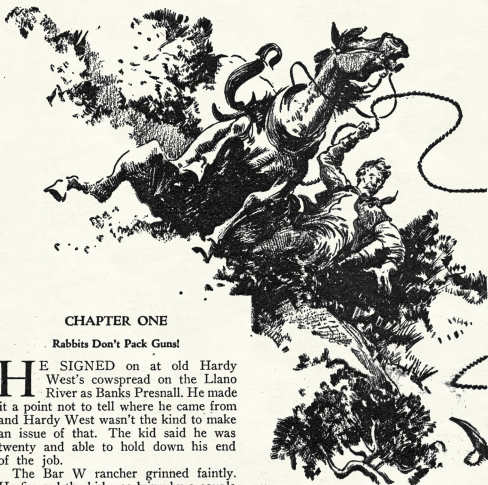 CHAPTER ONE
Rabbits Don't Pack Guns!
HE SIGNED on at old Hardy
West's cowspread on the Llano
River as Banks Presnall. He made
it a point not to tell where he came from
and Hardy West wasn't the kind to make
an issue of that. The kid said he was
twenty and able to hold down his end
of the job.
The Bar W rancher grinned faintly.